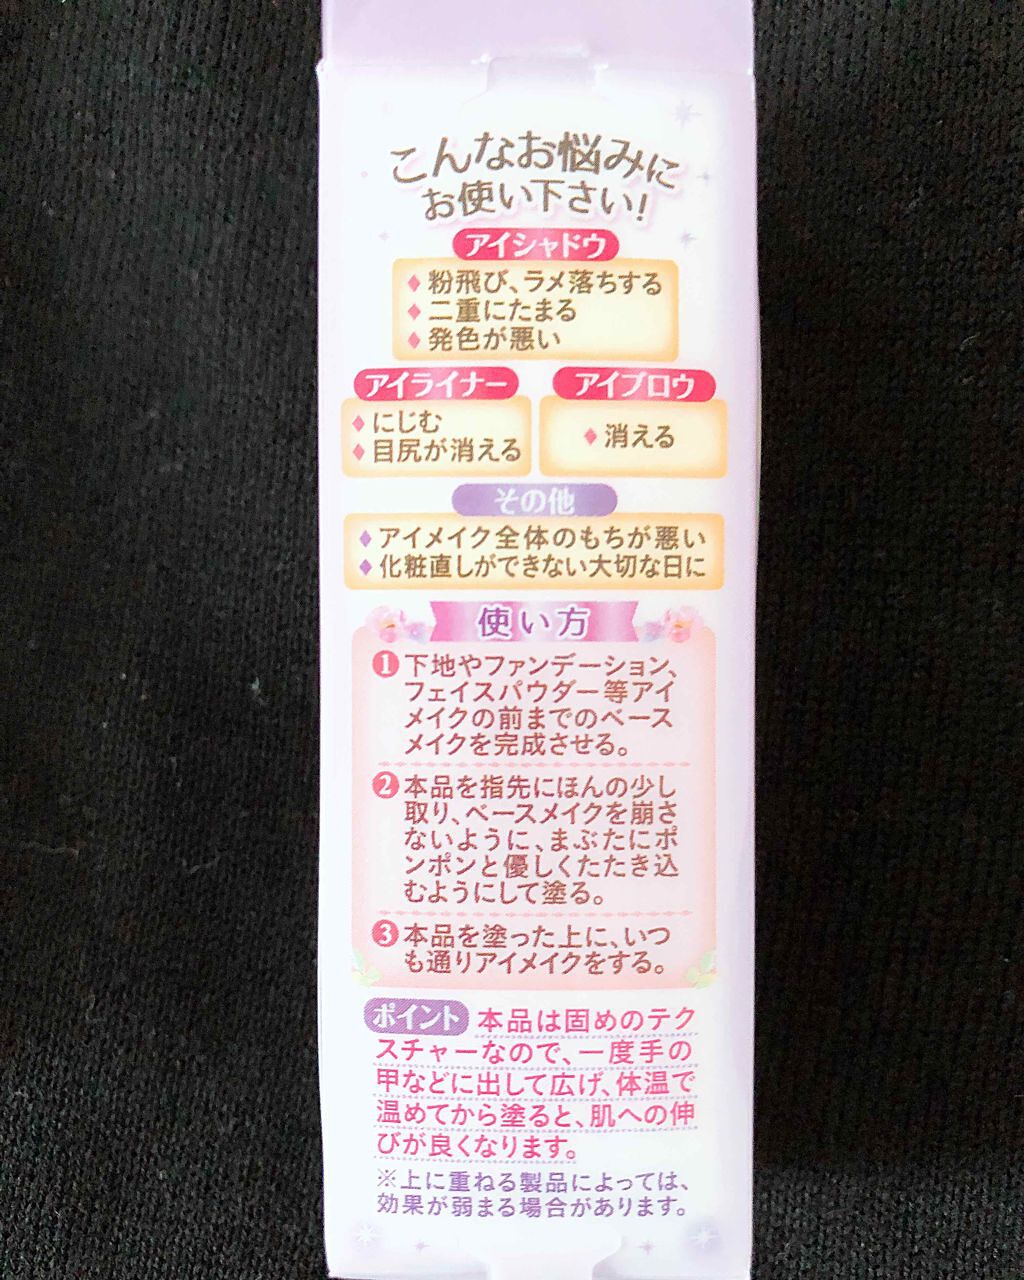 こんなお悩みに
お使い下さい!
アイシャドウ
♦粉飛び、ラメ落ちする
♦二重にたまる
♦発色が悪い
アイライナー
♦にじむ
♦目尻が消える
アイブロウ
♦消える
その他
♦アイメイク全体のもちが悪い
♦化粧直しができない大切な日に
使い方
❶下地やファンデーション、
フェイスパウダー等アイ
メイクの前までのベース
メイクを完成させる。
❷本品を指先にほんの少し
取り、ベースメイクを崩さ
ないように、まぶたにポ
ンポンと優しくたたき込
むようにして塗る。
❸本品を塗った上に、いつ
も通りアイメイクをする。
ポイント 本品は固めのテク
スチャーなので、一度手の
甲などに出して広げ、体温で
温めてから塗ると、肌への伸
びが良くなります。
※上に重ねる製品によっては、
効果が弱まる場合があります。